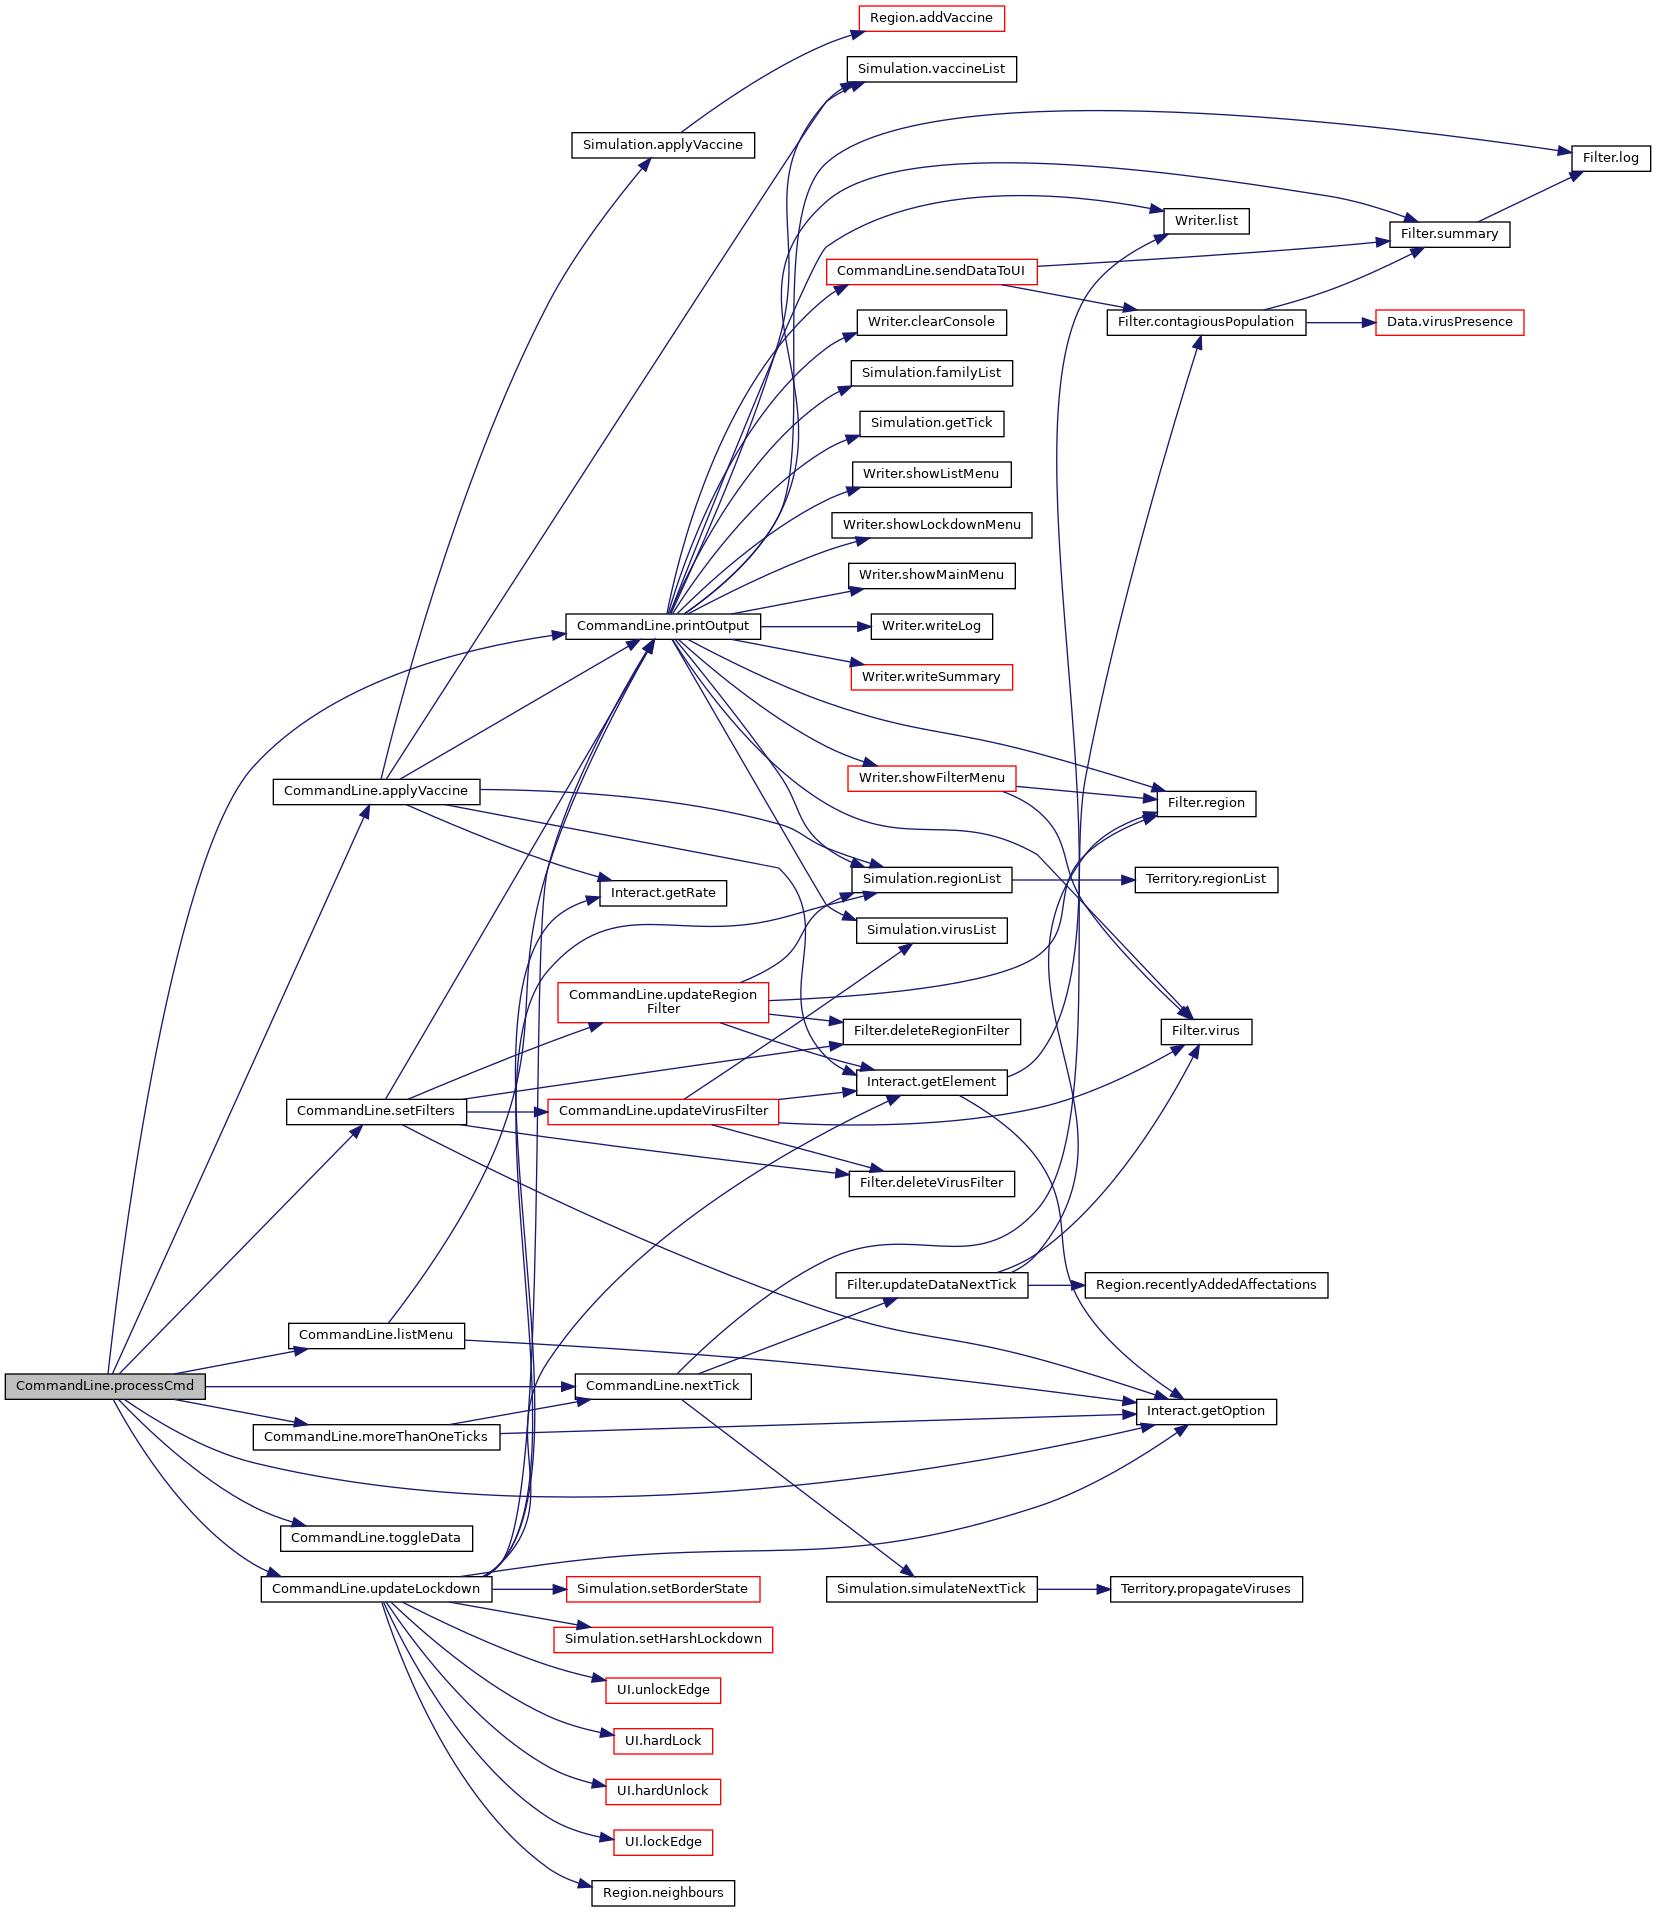 Region.addVaccine
Simulation.vaccineList
Simulation.applyVaccine
Filter.log
Writer.list
Filter.summary
CommandLine.sendDataToUI
Writer.clearConsole
Filter.contagiousPopulation
Data.virusPresence
Simulation.familyList
Simulation.getTick
Writer.showListMenu
Writer.showLockdownMenu
Writer.showMainMenu
CommandLine.printOutput
Writer.writeLog
Writer.writeSummary
Writer.showFilterMenu
CommandLine.applyVaccine
Filter.region
Simulation.regionList
Territory.regionList
Interact.getRate
Simulation.virusList
CommandLine.updateRegion
Filter
Filter.deleteRegionFilter
Filter.virus
Interact.getElement
CommandLine.setFilters
CommandLine.updateVirusFilter
Filter.deleteVirusFilter
Filter.updateDataNextTick
Region.recentlyAddedAffectations
CommandLine.listMenu
CommandLine.processCmd
CommandLine.nextTick
Interact.getOption
CommandLine.moreThanOneTicks
CommandLine.toggleData
CommandLine.updateLockdown
Simulation.setBorderState
Simulation.simulateNextTick
Territory.propagateViruses
Simulation.setHarshLockdown
UI.unlockEdge
UI.hardLock
UI.hardUnlock
UI.lockEdge
Region.neighbours